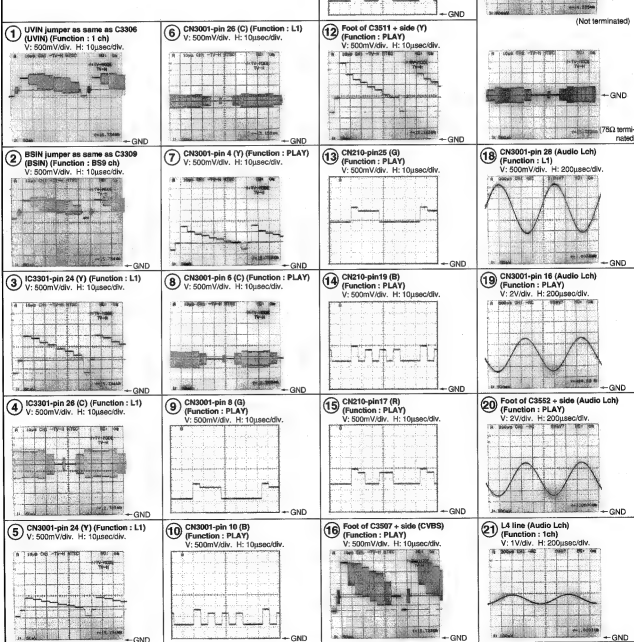 ① UVIN jumper as same as C3306
(UVIN) (Function : 1 ch)
V: 500mV/div. H: 10µsec/div.
← GND
② BSIN jumper as same as C3309
(BSIN) (Function : BS9 ch)
V: 500mV/div. H: 10µsec/div.
← GND
③ IC3301-pin 24 (Y) (Function : L1)
V: 500mV/div. H: 10µsec/div.
← GND
④ IC3301-pin 26 (C) (Function : L1)
V: 500mV/div. H: 10µsec/div.
← GND
⑤ CN3001-pin 24 (Y) (Function : L1)
V: 500mV/div. H: 10µsec/div.
← GND
⑥ CN3001-pin 26 (C) (Function : L1)
V: 500mV/div. H: 10µsec/div.
← GND
⑦ CN3001-pin 4 (Y) (Function : PLAY)
V: 500mV/div. H: 10µsec/div.
← GND
⑧ CN3001-pin 6 (C) (Function : PLAY)
V: 500mV/div. H: 10µsec/div.
← GND
⑨ CN3001-pin 8 (G)
(Function : PLAY)
V: 500mV/div. H: 10µsec/div.
← GND
⑩ CN3001-pin 10 (B)
(Function : PLAY)
V: 500mV/div. H: 10µsec/div.
← GND
← GND
⑫ Foot of C3511 + side (Y)
(Function : PLAY)
V: 500mV/div. H: 10µsec/div.
← GND
⑬ CN210-pin25 (G)
(Function : PLAY)
V: 500mV/div. H: 10µsec/div.
← GND
⑭ CN210-pin19 (B)
(Function : PLAY)
V: 500mV/div. H: 10µsec/div.
← GND
⑮ CN210-pin17 (R)
(Function : PLAY)
V: 500mV/div. H: 10µsec/div.
← GND
⑯ Foot of C3507 + side (CVBS)
(Function : PLAY)
V: 500mV/div. H: 10µsec/div.
← GND
(Not terminated)
← GND
(75Ω termi-
nated)
⑱ CN3001-pin 28 (Audio Lch)
(Function : L1)
V: 500mV/div. H: 200µsec/div.
← GND
⑲ CN3001-pin 16 (Audio Lch)
(Function : PLAY)
V: 2V/div. H: 200µsec/div.
← GND
⑳ Foot of C3552 + side (Audio Lch)
(Function : PLAY)
V: 2V/div. H: 200µsec/div.
← GND
㉑ L4 line (Audio Lch)
(Function : 1ch)
V: 1V/div. H: 200µsec/div.
← GND